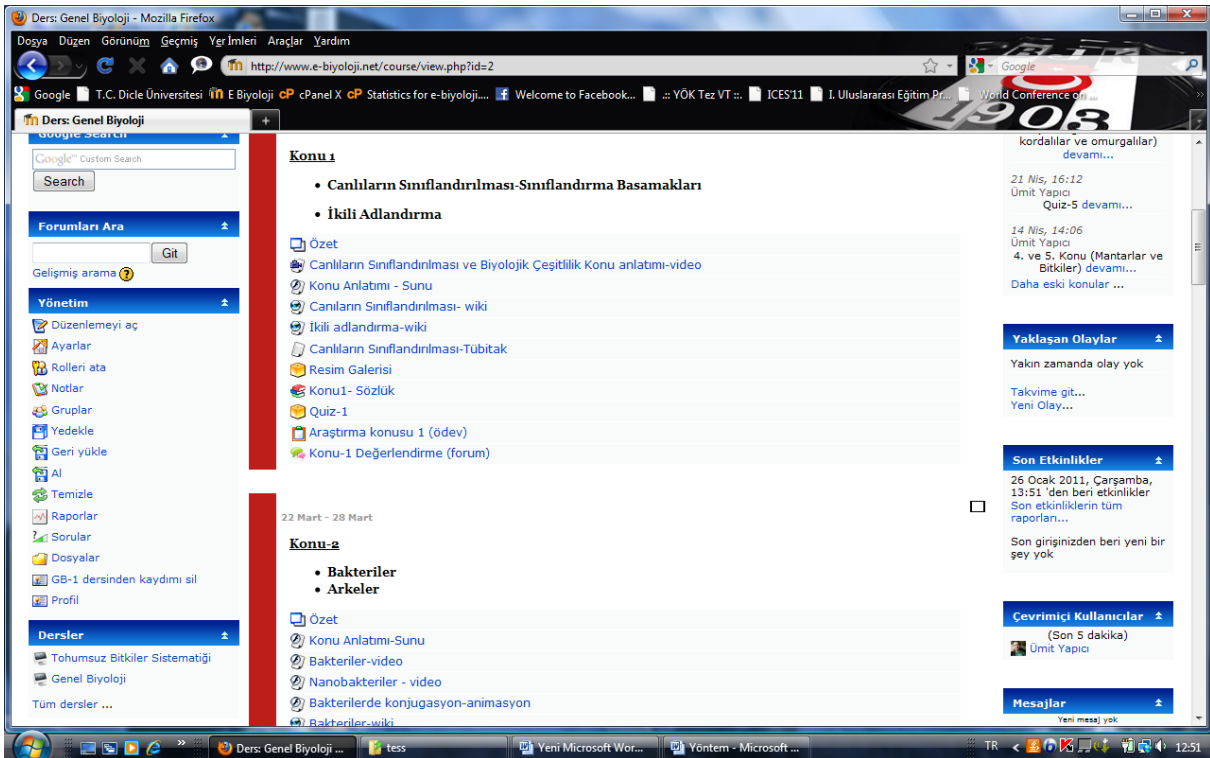 Ders: Genel Biyoloji - Mozilla Firefox
Dosya Düzen Görünüm Geçmiş Yer İmleri Araçlar Yardım
http://www.e-biyoloji.net/course/view.php?id=2
Google
Google T.C. Dicle Üniversitesi E Biyoloji cPanel X Statistics for e-biyoloji.... Welcome to Facebook... .:: YÖK Tez VT ::. ICES'11 I. Uluslararası Eğitim Pr... World Conference on ...
Ders: Genel Biyoloji
1903
Google Search
Google™ Custom Search
Search
Forumları Ara
Git
Gelişmiş arama
Yönetim
Düzenlemeyi aç
Ayarlar
Rolleri ata
Notlar
Gruplar
Yedekle
Geri yükle
Al
Temizle
Raporlar
Sorular
Dosyalar
GB-1 dersinden kaydımı sil
Profil
Dersler
Tohumsuz Bitkiler Sistematiği
Genel Biyoloji
Tüm dersler ...
Konu 1
• Canlıların Sınıflandırılması-Sınıflandırma Basamakları
• İkili Adlandırma
Özet
Canlıların Sınıflandırılması ve Biyolojik Çeşitlilik Konu anlatımı-video
Konu Anlatımı - Sunu
Canıların Sınıflandırılması- wiki
İkili adlandırma-wiki
Canlıların Sınıflandırılması-Tübitak
Resim Galerisi
Konu1- Sözlük
Quiz-1
Araştırma konusu 1 (ödev)
Konu-1 Değerlendirme (forum)
22 Mart - 28 Mart
Konu-2
• Bakteriler
• Arkeler
Özet
Konu Anlatımı-Sunu
Bakteriler-video
Nanobakteriler - video
Bakterilerde konjugasyon-animasyon
Bakteriler-wiki
kordalılar ve omurgalılar)
devamı...
21 Nis, 16:12
Ümit Yapıcı
Quiz-5 devamı...
14 Nis, 14:06
Ümit Yapıcı
4. ve 5. Konu (Mantarlar ve
Bitkiler) devamı...
Daha eski konular ...
Yaklaşan Olaylar
Yakın zamanda olay yok
Takvime git...
Yeni Olay...
Son Etkinlikler
26 Ocak 2011, Çarşamba,
13:51 'den beri etkinlikler
Son etkinliklerin tüm
raporları...
Son girişinizden beri yeni bir
şey yok
Çevrimiçi Kullanıcılar
(Son 5 dakika)
Ümit Yapıcı
Mesajlar
Yeni mesaj yok
Ders: Genel Biyoloji ... tess Yeni Microsoft Wor... Yöntem - Microsoft ... TR 12:51